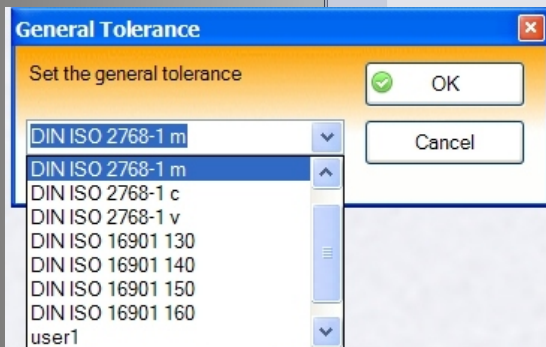 General Tolerance
Set the general tolerance
OK
DIN ISO 2768-1 m
Cancel
DIN ISO 2768-1 m
DIN ISO 2768-1 c
DIN ISO 2768-1 v
DIN ISO 16901 130
DIN ISO 16901 140
DIN ISO 16901 150
DIN ISO 16901 160
user1